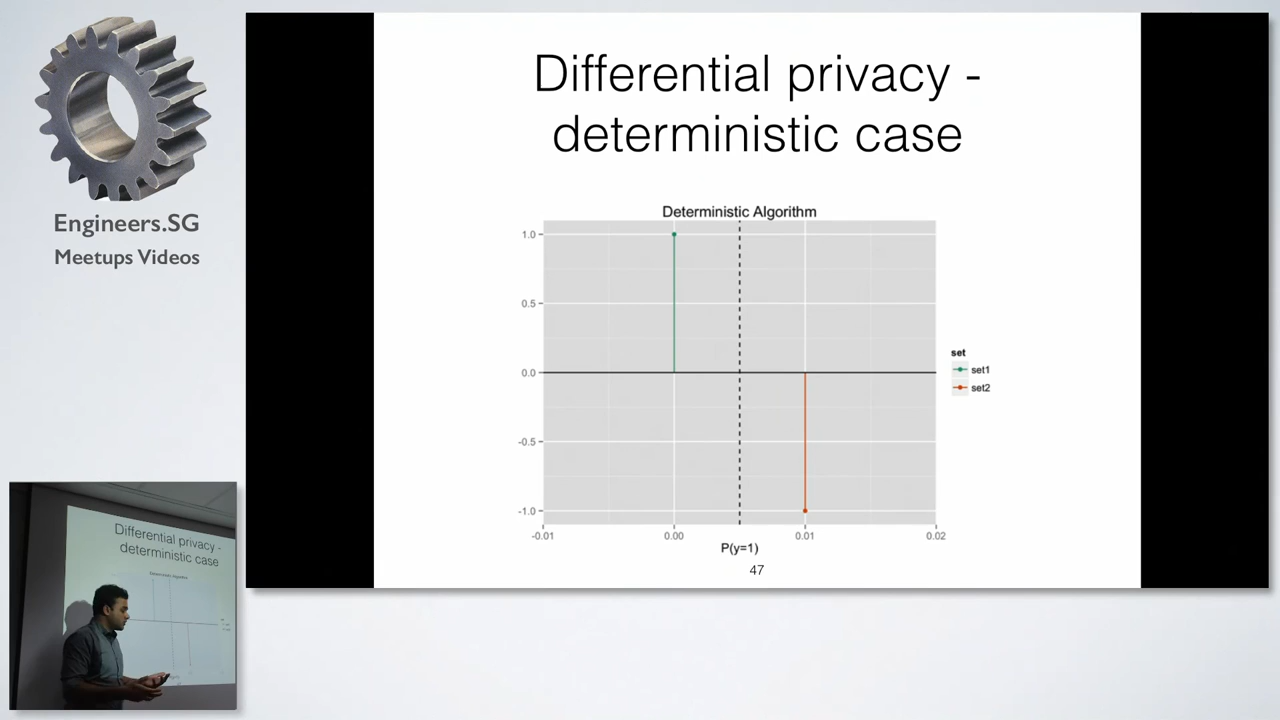 Engineers.SG
Meetups Videos
Differential privacy -
deterministic case
Deterministic Algorithm
1.0
0.5
0.0
-0.5
-1.0
-0.01
0.00
0.01
0.02
P(y=1)
set
set1
set2
47
Differential privacy -
deterministic case